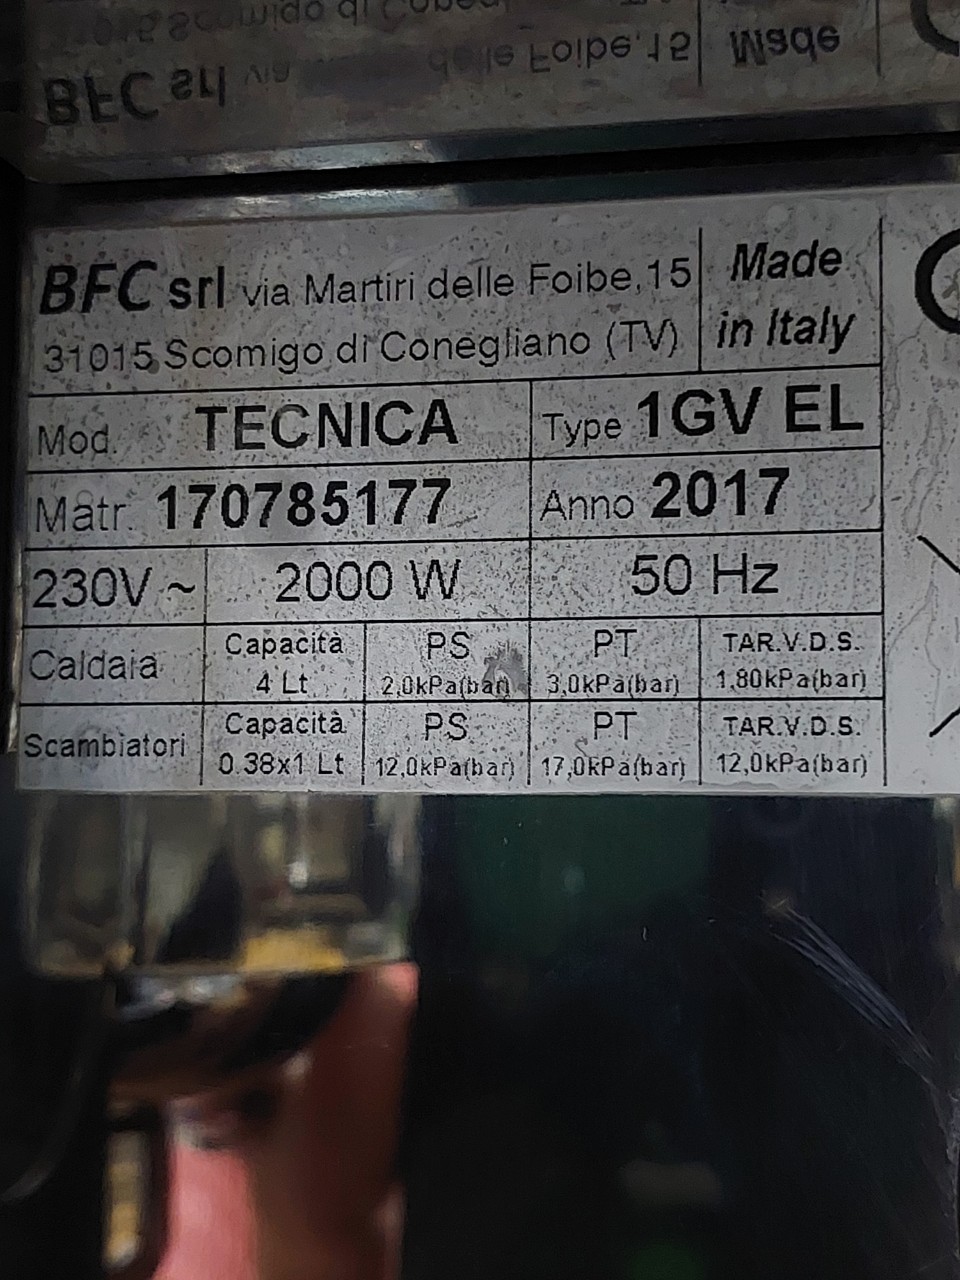 BFC srl via Martiri delle Foibe, 15
31015 Scomigo di Conegliano (TV)
Made
in Italy
Mod. TECNICA Type 1GV EL
Matr. 170785177 Anno 2017
230V ~ 2000 W 50 Hz
Caldaia Capacità 4 Lt PS 2,0kPa(bar) PT 3,0kPa(bar) TAR.V.D.S. 1,80kPa(bar)
Scambiatori Capacità 0.38x1 Lt PS 12,0kPa(bar) PT 17,0kPa(bar) TAR.V.D.S. 12,0kPa(bar)